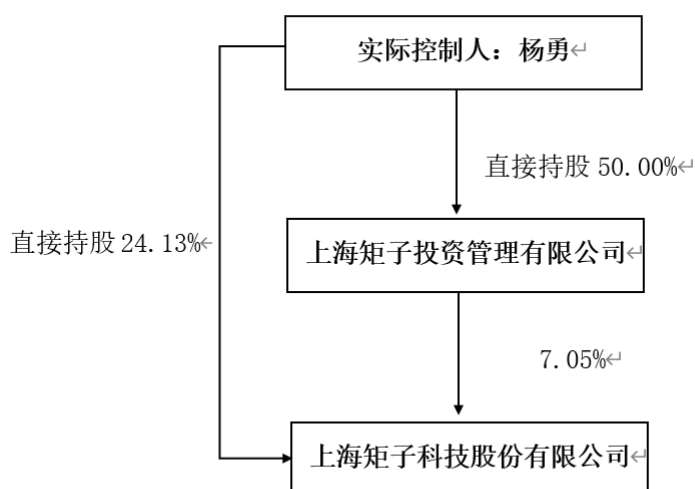 实际控制人：杨勇↵
直接持股 50.00%↵
直接持股 24.13%↵
上海矩子投资管理有限公司↵
7.05%↵
上海矩子科技股份有限公司↵